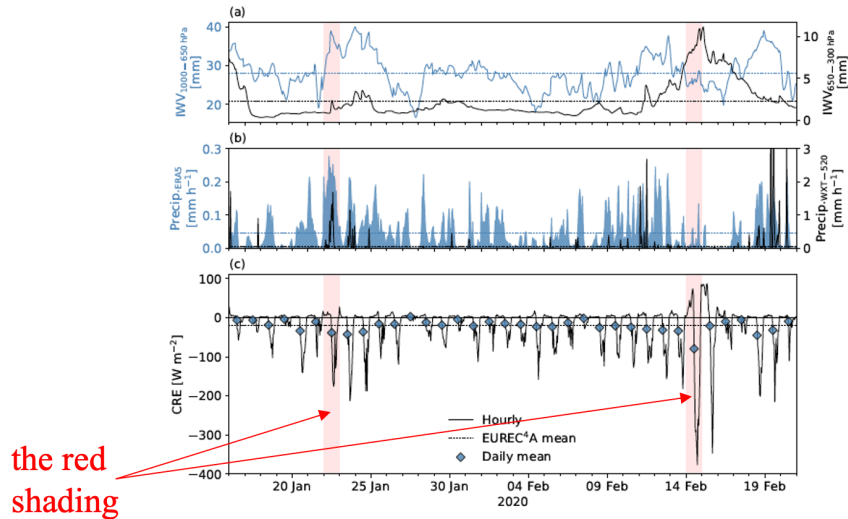 (a)
40
30
20
IWV1000−650 hPa
[mm]
10
5
0
IWV650−300 hPa
[mm]
(b)
0.3
0.2
0.1
0.0
Precip.ERA5
[mm h−1]
3
2
1
0
Precip.WXT−520
[mm h−1]
(c)
100
0
−100
−200
−300
−400
CRE [W m−2]
Hourly
EUREC4A mean
Daily mean
20 Jan
25 Jan
30 Jan
04 Feb
09 Feb
14 Feb
19 Feb
2020
the red
shading